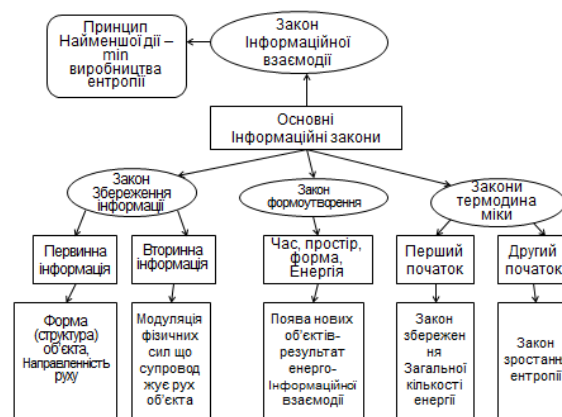 Принцип
Найменшої дії –
min
виробництва
ентропії
Закон
Інформаційної
взаємодії
Основні
Інформаційні закони
Закон
Збереження
інформації
Закон
формоутворення
Закони
термодина
міки
Первинна
інформація
Вторинна
інформація
Час, простір,
форма,
Енергія
Перший
початок
Другий
початок
Форма
(структура)
об’єкта,
Направленність
руху
Модуляція
фізичних
сил що
супровод
жує рух
об’єкта
Поява нових
об’єктів-
результат
енерго-
Інформаційної
взаємодії
Закон
збережен
ня
Загальної
кількості
енергії
Закон
зростання
ентропії